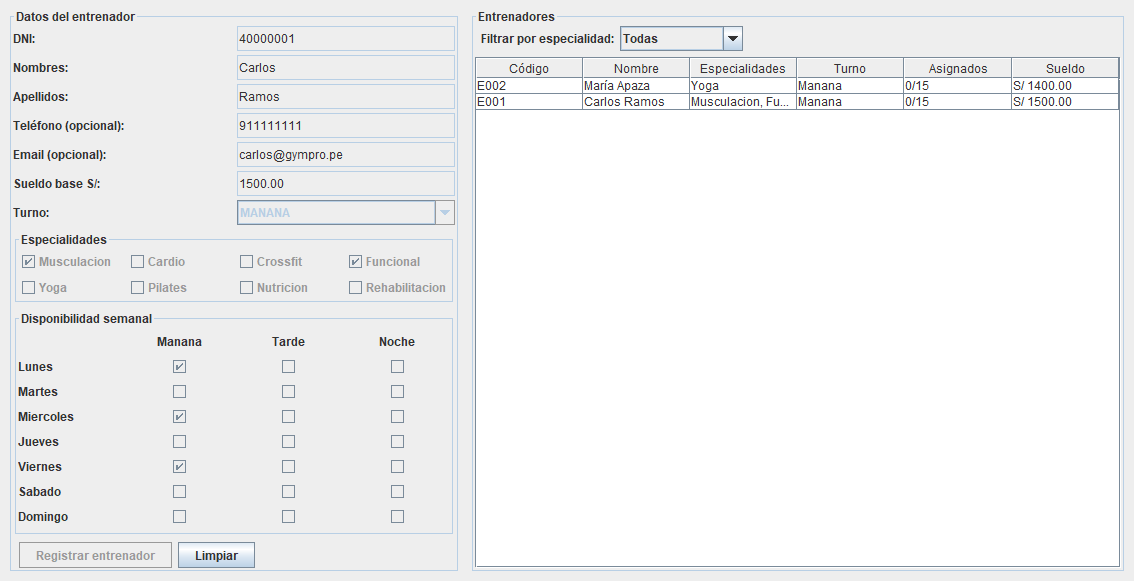 Datos del entrenador
DNI: 40000001
Nombres: Carlos
Apellidos: Ramos
Teléfono (opcional): 911111111
Email (opcional): carlos@gympro.pe
Sueldo base S/: 1500.00
Turno: MANANA
Especialidades
Musculacion Cardio Crossfit Funcional
Yoga Pilates Nutricion Rehabilitacion
Disponibilidad semanal
Manana Tarde Noche
Lunes
Martes
Miercoles
Jueves
Viernes
Sabado
Domingo
Registrar entrenador Limpiar
Entrenadores
Filtrar por especialidad: Todas
Código Nombre Especialidades Turno Asignados Sueldo
E002 María Apaza Yoga Manana 0/15 S/ 1400.00
E001 Carlos Ramos Musculacion, Fu... Manana 0/15 S/ 1500.00